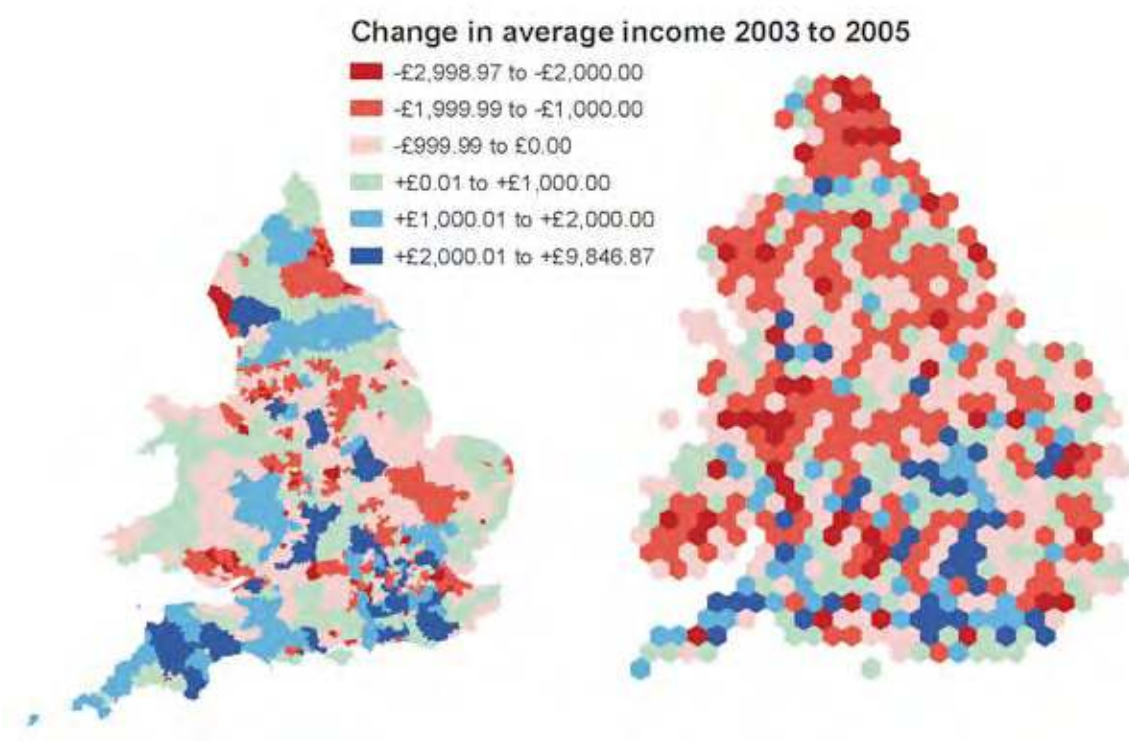 Change in average income 2003 to 2005
-£2,998.97 to -£2,000.00
-£1,999.99 to -£1,000.00
-£999.99 to £0.00
+£0.01 to +£1,000.00
+£1,000.01 to +£2,000.00
+£2,000.01 to +£9,846.87